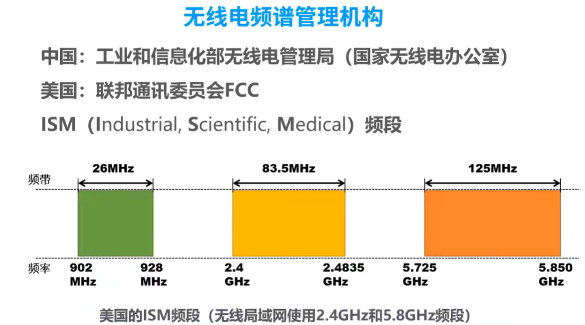 无线电频谱管理机构
中国：工业和信息化部无线电管理局（国家无线电办公室）
美国：联邦通讯委员会FCC
ISM（Industrial, Scientific, Medical）频段
26MHz 83.5MHz 125MHz
频带
频率 902 MHz 928 MHz 2.4 GHz 2.4835 GHz 5.725 GHz 5.850 GHz
美国的ISM频段（无线局域网使用2.4GHz和5.8GHz频段）